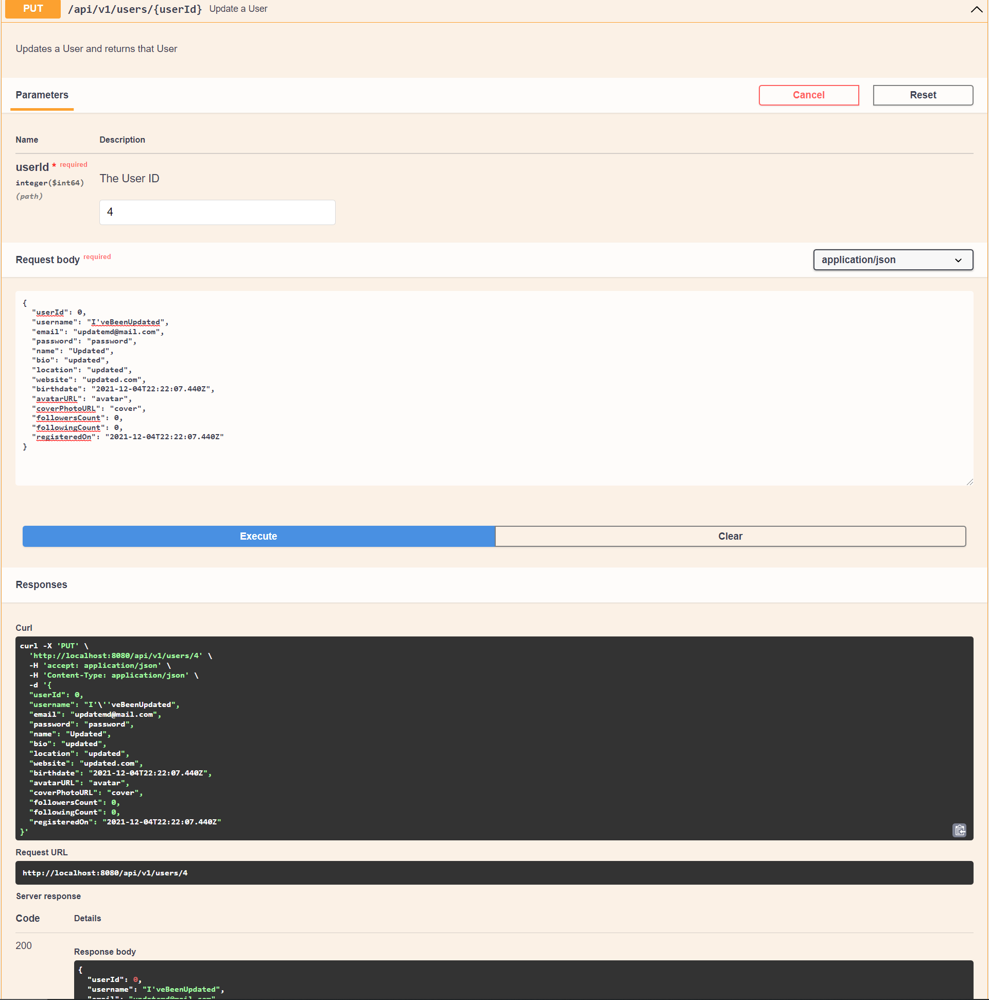 PUT /api/v1/users/{userId} Update a User
Updates a User and returns that User
Parameters Cancel Reset
Name Description
userId * required
integer($int64)
(path)
The User ID
4
Request body required application/json
{
  "userId": 0,
  "username": "I'veBeenUpdated",
  "email": "updatemd@mail.com",
  "password": "password",
  "name": "Updated",
  "bio": "updated",
  "location": "updated",
  "website": "updated.com",
  "birthdate": "2021-12-04T22:22:07.440Z",
  "avatarURL": "avatar",
  "coverPhotoURL": "cover",
  "followersCount": 0,
  "followingCount": 0,
  "registeredOn": "2021-12-04T22:22:07.440Z"
}
Execute Clear
Responses
Curl
curl -X 'PUT' \
  'http://localhost:8080/api/v1/users/4' \
  -H 'accept: application/json' \
  -H 'Content-Type: application/json' \
  -d '{
  "userId": 0,
  "username": "I'\''veBeenUpdated",
  "email": "updatemd@mail.com",
  "password": "password",
  "name": "Updated",
  "bio": "updated",
  "location": "updated",
  "website": "updated.com",
  "birthdate": "2021-12-04T22:22:07.440Z",
  "avatarURL": "avatar",
  "coverPhotoURL": "cover",
  "followersCount": 0,
  "followingCount": 0,
  "registeredOn": "2021-12-04T22:22:07.440Z"
}'
Request URL
http://localhost:8080/api/v1/users/4
Server response
Code Details
200
Response body
{
  "userId": 0,
  "username": "I'veBeenUpdated",
  "email": "updatemd@mail.com"